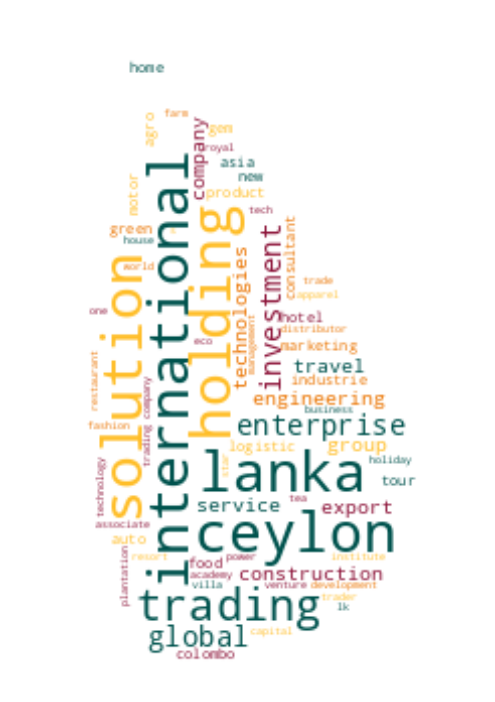 home
farm
agro
gem
company
royal
asia
new
motor
product
tech
international
holding
green
house
consultant
investment
technologies
world
solution
trade
apparel
one
hotel
distributor
management
eco
marketing
travel
restaurant
industrie
trading company
engineering
business
fashion
enterprise
logistic
group
star
lanka
holiday
technology
tour
tea
service
export
associate
ceylon
auto
resort
power
institute
food
academy
construction
plantation
villa
venture
development
trading
trader
lk
global
capital
colombo